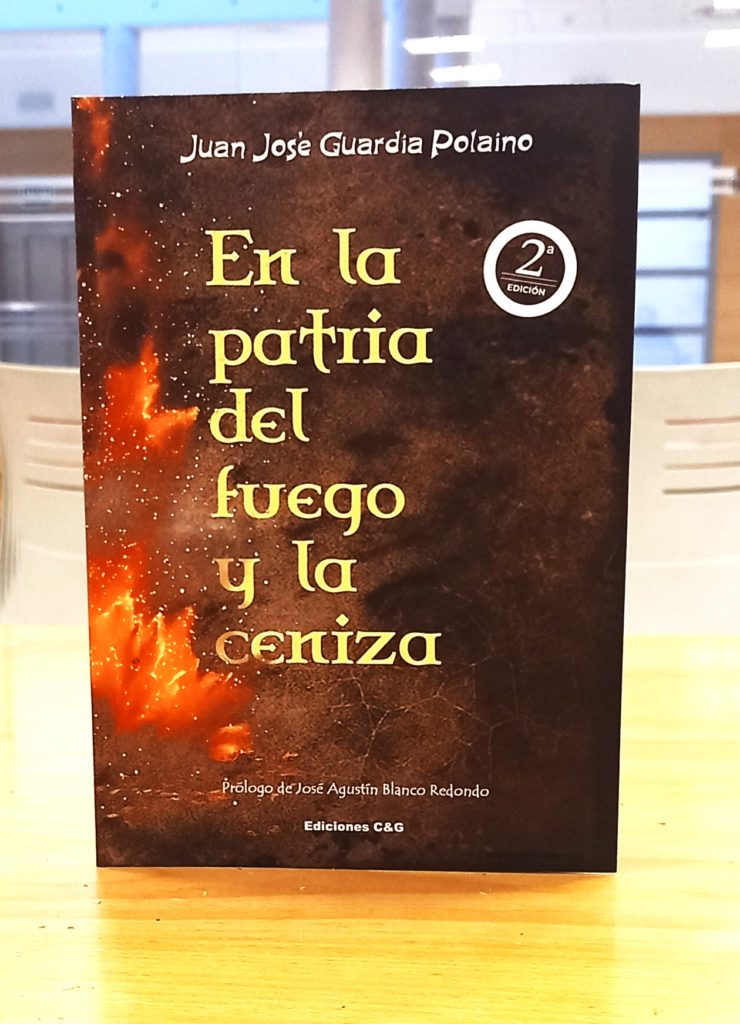 Juan José Guardia Polaino
En la
patria
del
fuego
y la
ceniza
2ª
EDICIÓN
Prólogo de José Agustín Blanco Redondo
Ediciones C&G